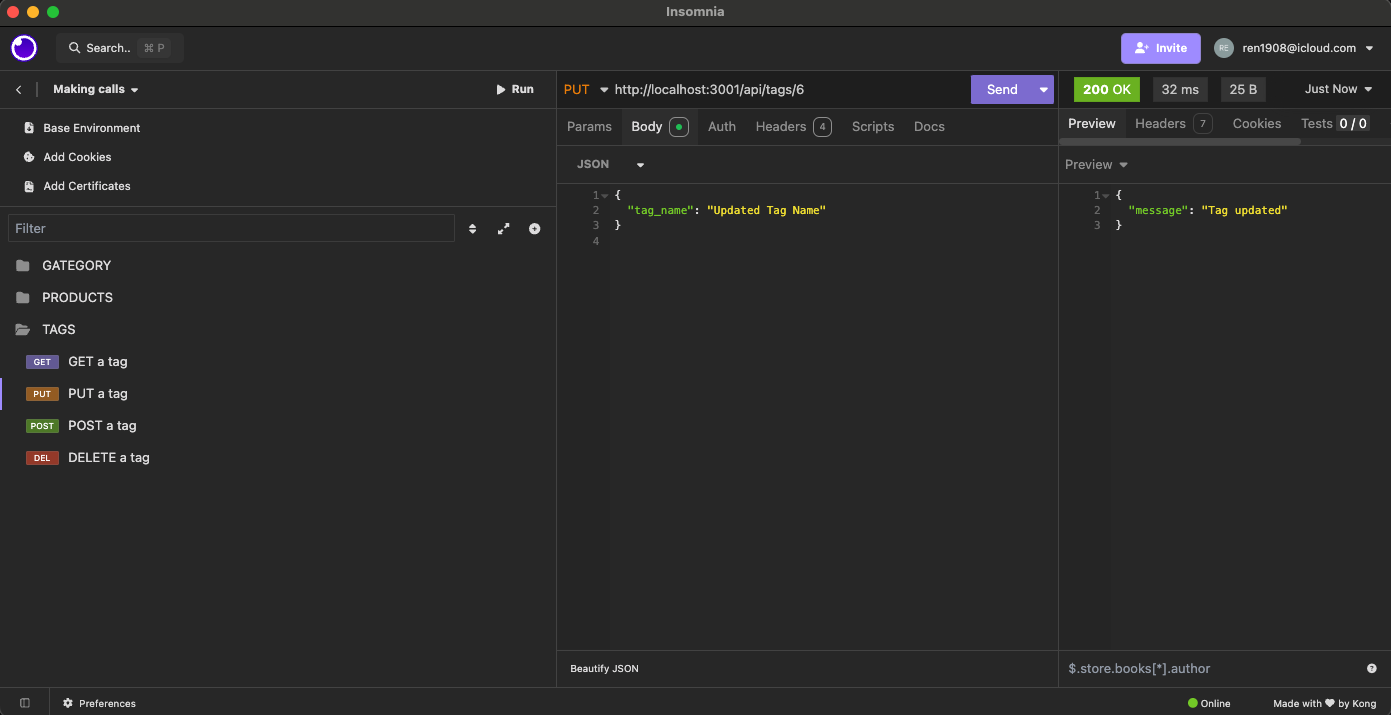 Insomnia
Search.. ⌘ P
Invite
RE ren1908@icloud.com
Making calls
Run
Base Environment
Add Cookies
Add Certificates
Filter
GATEGORY
PRODUCTS
TAGS
GET GET a tag
PUT PUT a tag
POST POST a tag
DEL DELETE a tag
PUT http://localhost:3001/api/tags/6
Send
Params Body Auth Headers 4 Scripts Docs
JSON
1 {
2 "tag_name": "Updated Tag Name"
3 }
4
Beautify JSON
200 OK 32 ms 25 B Just Now
Preview Headers 7 Cookies Tests 0 / 0
Preview
1 {
2 "message": "Tag updated"
3 }
$.store.books[*].author
Preferences
Online
Made with ♥ by Kong